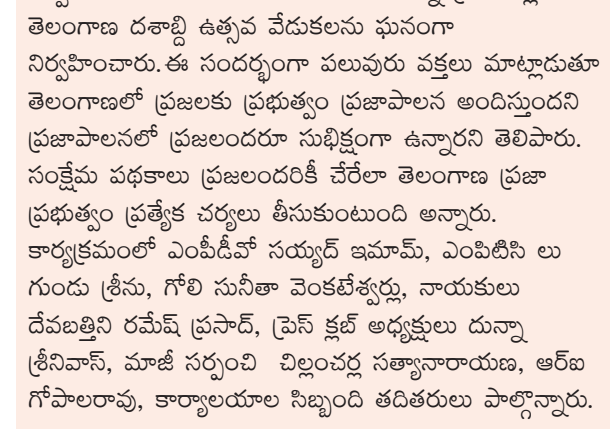 తెలంగాణ దశాబ్ది ఉత్సవ వేడుకలను ఘనంగా
నిర్వహించారు.ఈ సందర్భంగా పలువురు వక్తలు మాట్లాడుతూ
తెలంగాణలో ప్రజలకు ప్రభుత్వం ప్రజాపాలన అందిస్తుందని
ప్రజాపాలనలో ప్రజలందరూ సుభిక్షంగా ఉన్నారని తెలిపారు.
సంక్షేమ పథకాలు ప్రజలందరికీ చేరేలా తెలంగాణ ప్రజా
ప్రభుత్వం ప్రత్యేక చర్యలు తీసుకుంటుంది అన్నారు.
కార్యక్రమంలో ఎంపీడీవో సయ్యద్ ఇమామ్, ఎంపిటిసి లు
గుండు శ్రీను, గోలి సునీతా వెంకటేశ్వర్లు, నాయకులు
దేవబత్తిని రమేష్ ప్రసాద్, ప్రెస్ క్లబ్ అధ్యక్షులు దున్నా
శ్రీనివాస్, మాజీ సర్పంచి చిల్లంచర్ల సత్యానారాయణ, ఆర్ఐ
గోపాలరావు, కార్యాలయాల సిబ్బంది తదితరులు పాల్గొన్నారు.